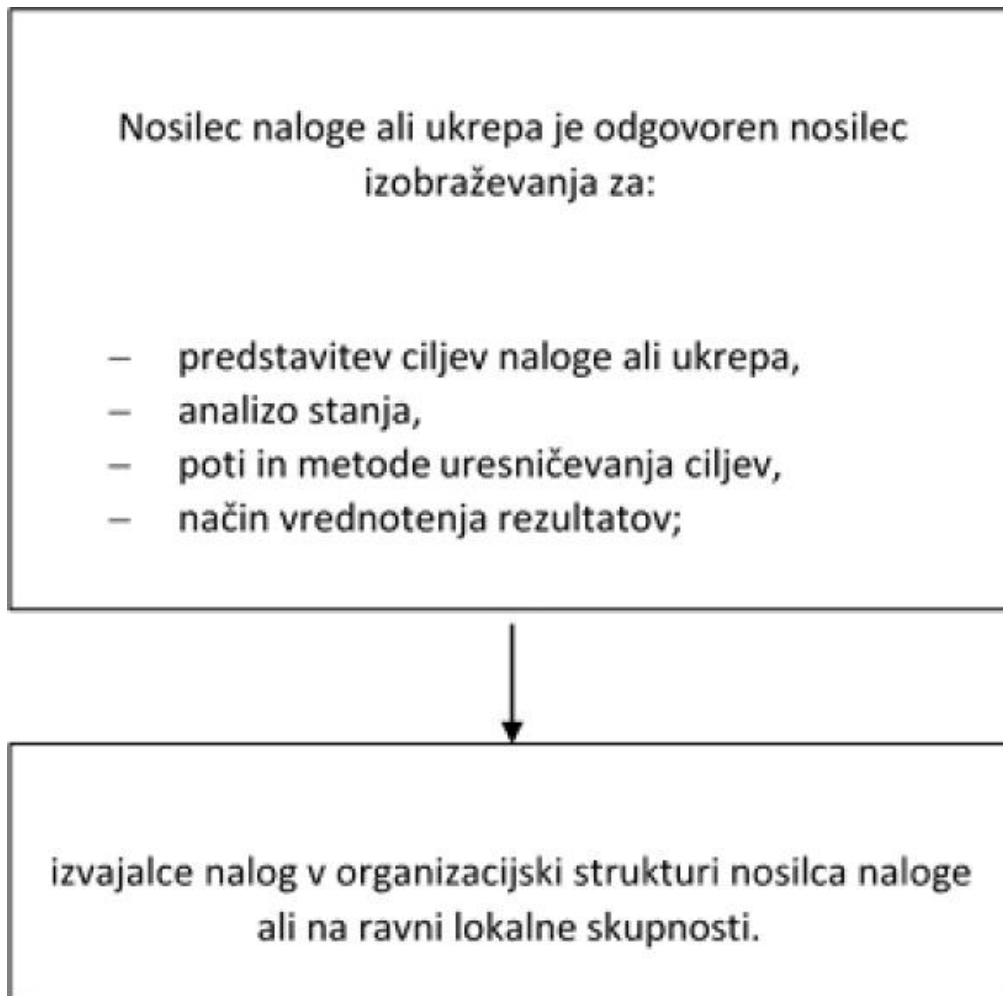 Nosilec naloge ali ukrepa je odgovoren nosilec
izobraževanja za:
– predstavitev ciljev naloge ali ukrepa,
– analizo stanja,
– poti in metode uresničevanja ciljev,
– način vrednotenja rezultatov;
izvajalce nalog v organizacijski strukturi nosilca naloge
ali na ravni lokalne skupnosti.